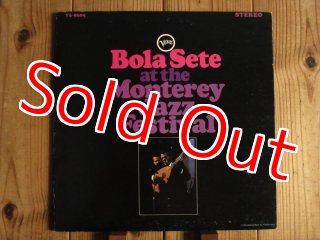 Verve
STEREO
Bola Sete
at the
Monterey
Jazz
Festival
Sold Out